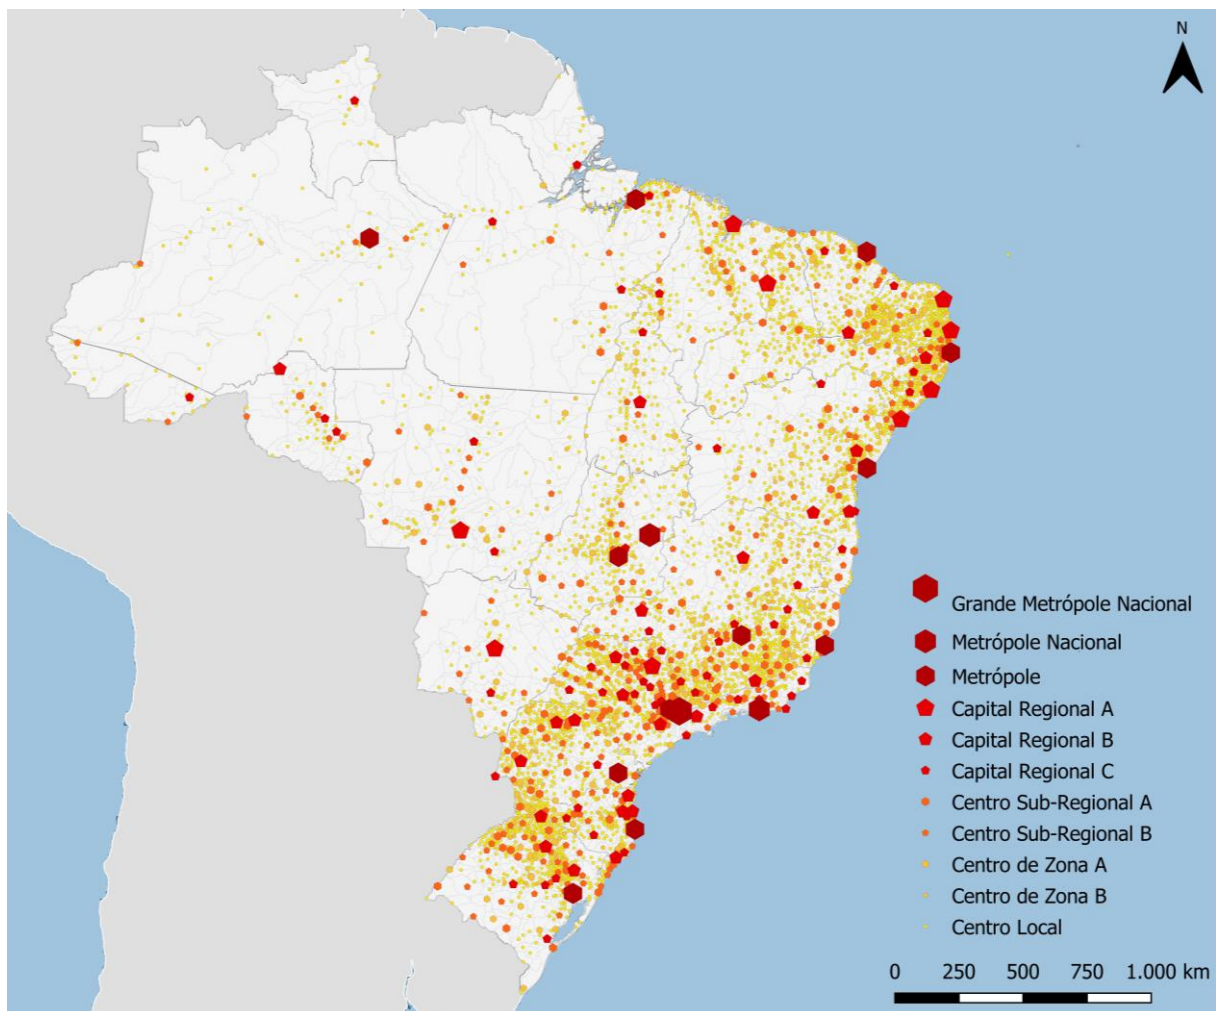 N
Grande Metrópole Nacional
Metrópole Nacional
Metrópole
Capital Regional A
Capital Regional B
Capital Regional C
Centro Sub-Regional A
Centro Sub-Regional B
Centro de Zona A
Centro de Zona B
Centro Local
0 250 500 750 1.000 km